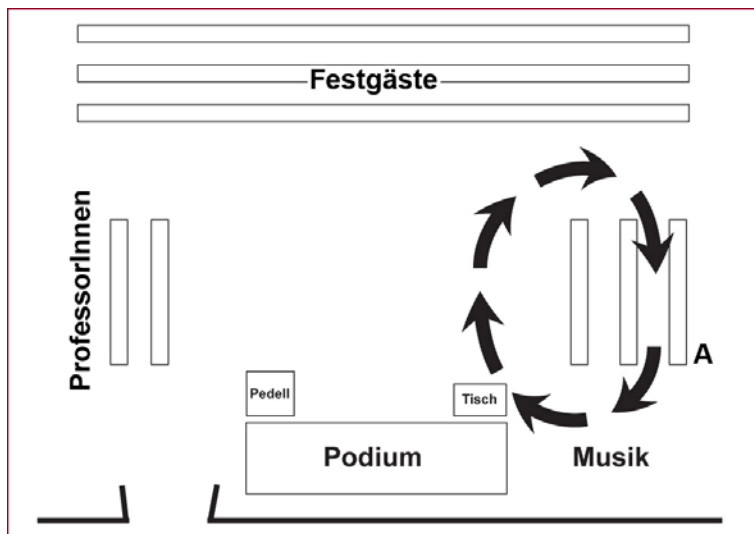 Festgäste
ProfessorInnen
A
Pedell
Tisch
Podium
Musik